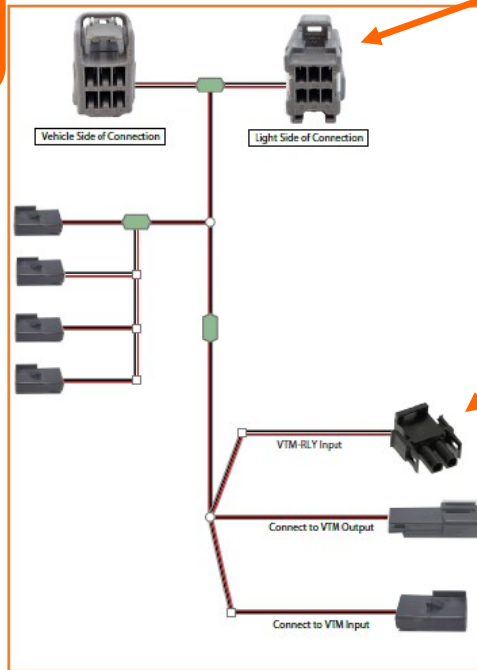 Vehicle Side of Connection
Light Side of Connection
VTM-RLY Input
Connect to VTM Output
Connect to VTM Input